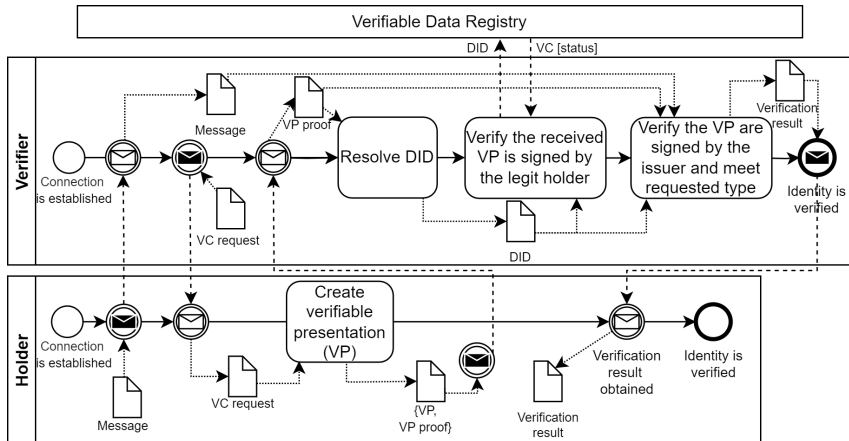 Verifiable Data Registry
DID
VC [status]
Verifier
Message
VP proof
Verification
result
Connection
is established
Resolve DID
Verify the received
VP is signed by
the legit holder
Verify the VP are
signed by the
issuer and meet
requested type
Identity is
verified
VC request
DID
Holder
Connection
is established
Create
verifiable
presentation
(VP)
Verification
result
obtained
Identity is
verified
Message
VC request
{VP,
VP proof}
Verification
result